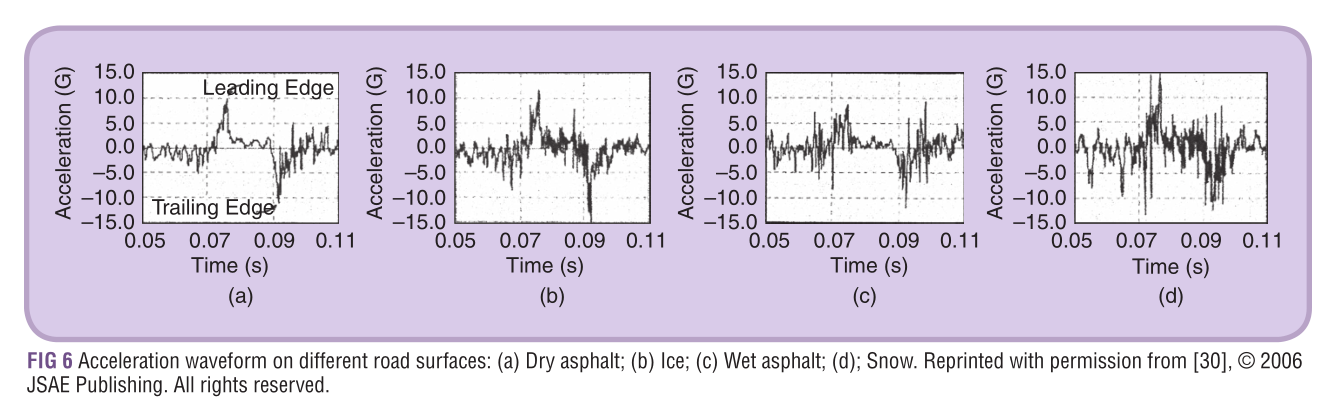 Acceleration (G)
15.0
10.0
5.0
0.0
−5.0
−10.0
−15.0
Leading Edge
Trailing Edge
0.05 0.07 0.09 0.11
Time (s)
(a)
Acceleration (G)
15.0
10.0
5.0
0.0
−5.0
−10.0
−15.0
0.05 0.07 0.09 0.11
Time (s)
(b)
Acceleration (G)
15.0
10.0
5.0
0.0
−5.0
−10.0
−15.0
0.05 0.07 0.09 0.11
Time (s)
(c)
Acceleration (G)
15.0
10.0
5.0
0.0
−5.0
−10.0
−15.0
0.05 0.07 0.09 0.11
Time (s)
(d)
FIG 6 Acceleration waveform on different road surfaces: (a) Dry asphalt; (b) Ice; (c) Wet asphalt; (d); Snow. Reprinted with permission from [30], © 2006
JSAE Publishing. All rights reserved.